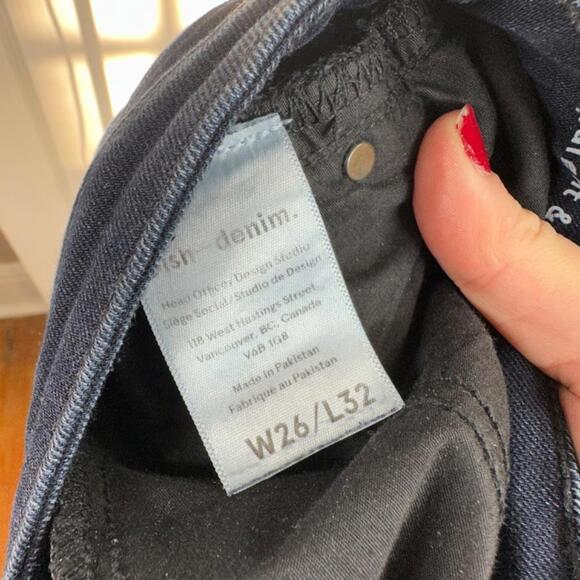 ish denim.
Head Office/Design Studio
Siège Social/Studio de Design
118 West Hastings Street
Vancouver, BC, Canada
V6B 1G8
Made in Pakistan
Fabriqué au Pakistan
W26/L32
&